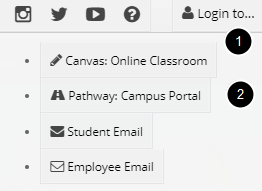 Login to...
1
Canvas: Online Classroom
Pathway: Campus Portal
2
Student Email
Employee Email